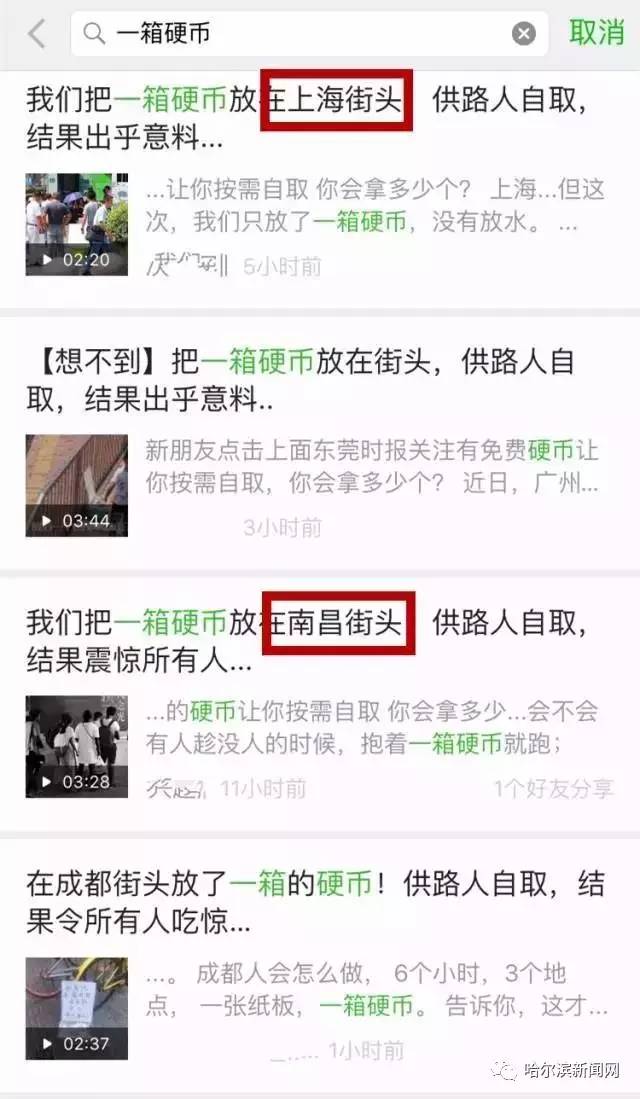 一箱硬币
取消
我们把一箱硬币放在上海街头 供路人自取，
结果出乎意料...
...让你按需自取 你会拿多少个？ 上海...但这
次，我们只放了一箱硬币，没有放水。 ...
02:20
5小时前
【想不到】把一箱硬币放在街头，供路人自
取，结果出乎意料..
新朋友点击上面东莞时报关注有免费硬币让
你按需自取，你会拿多少个？ 近日，广州...
03:44
3小时前
我们把一箱硬币放在南昌街头 供路人自取，
结果震惊所有人...
...的硬币让你按需自取 你会拿多少...会不会
有人趁没人的时候，抱着一箱硬币就跑；
03:28
11小时前
1个好友分享
在成都街头放了一箱的硬币！供路人自取，结
果令所有人吃惊...
...。 成都人会怎么做， 6个小时，3个地
点， 一张纸板，一箱硬币。 告诉你，这才...
02:37
1小时前
哈尔滨新闻网